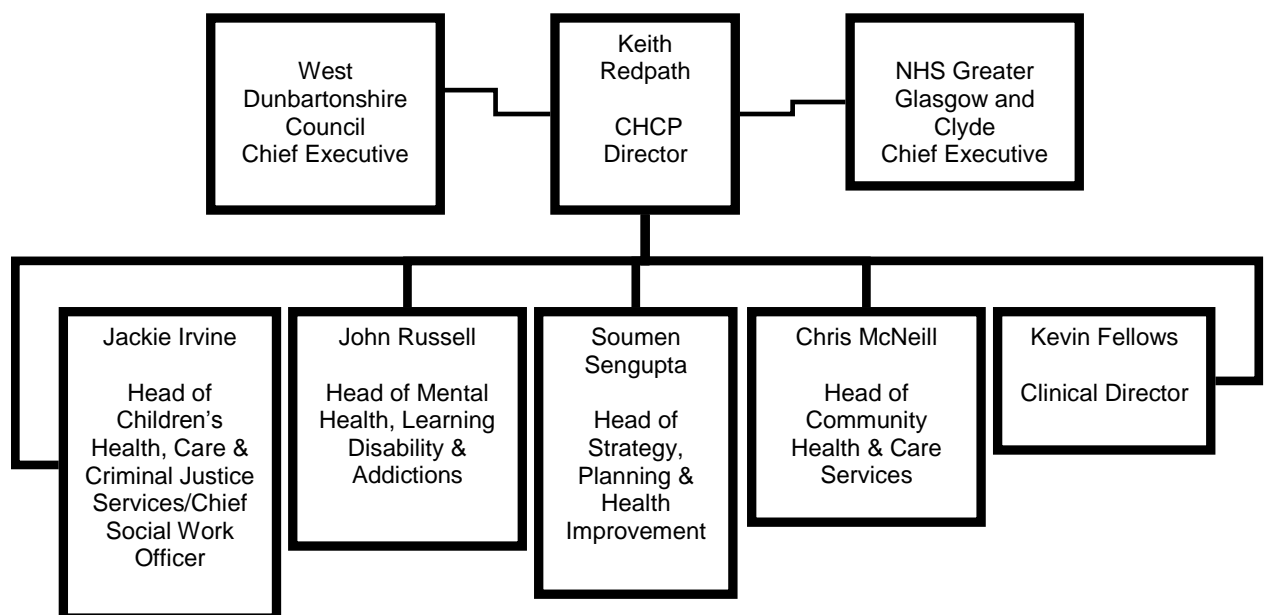 West
Dunbartonshire
Council
Chief Executive
Keith
Redpath
CHCP
Director
NHS Greater
Glasgow and
Clyde
Chief Executive
Jackie Irvine
Head of
Children’s
Health, Care &
Criminal Justice
Services/Chief
Social Work
Officer
John Russell
Head of Mental
Health, Learning
Disability &
Addictions
Soumen
Sengupta
Head of
Strategy,
Planning &
Health
Improvement
Chris McNeill
Head of
Community
Health & Care
Services
Kevin Fellows
Clinical Director